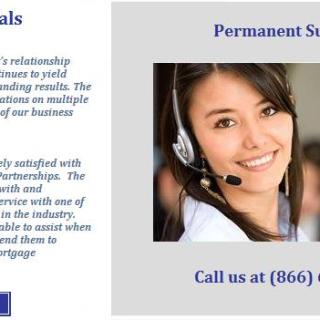 als
's relationship
tinues to yield
nding results. The
ations on multiple
of our business
ely satisfied with
Partnerships. The
with and
ervice with one of
in the industry.
able to assist when
end them to
ortgage
Permanent Su
Call us at (866)